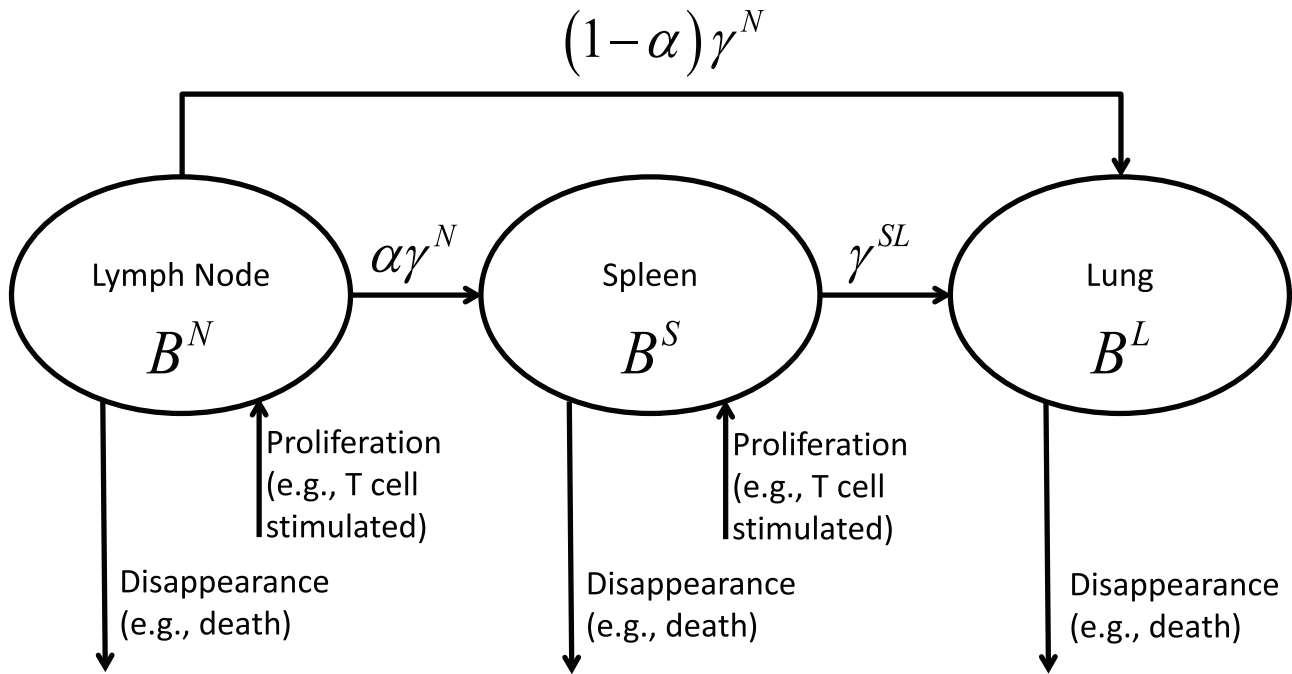 (1−α)γ^N
αγ^N
γ^{SL}
Lymph Node
B^N
Spleen
B^S
Lung
B^L
Proliferation
(e.g., T cell
stimulated)
Proliferation
(e.g., T cell
stimulated)
Disappearance
(e.g., death)
Disappearance
(e.g., death)
Disappearance
(e.g., death)